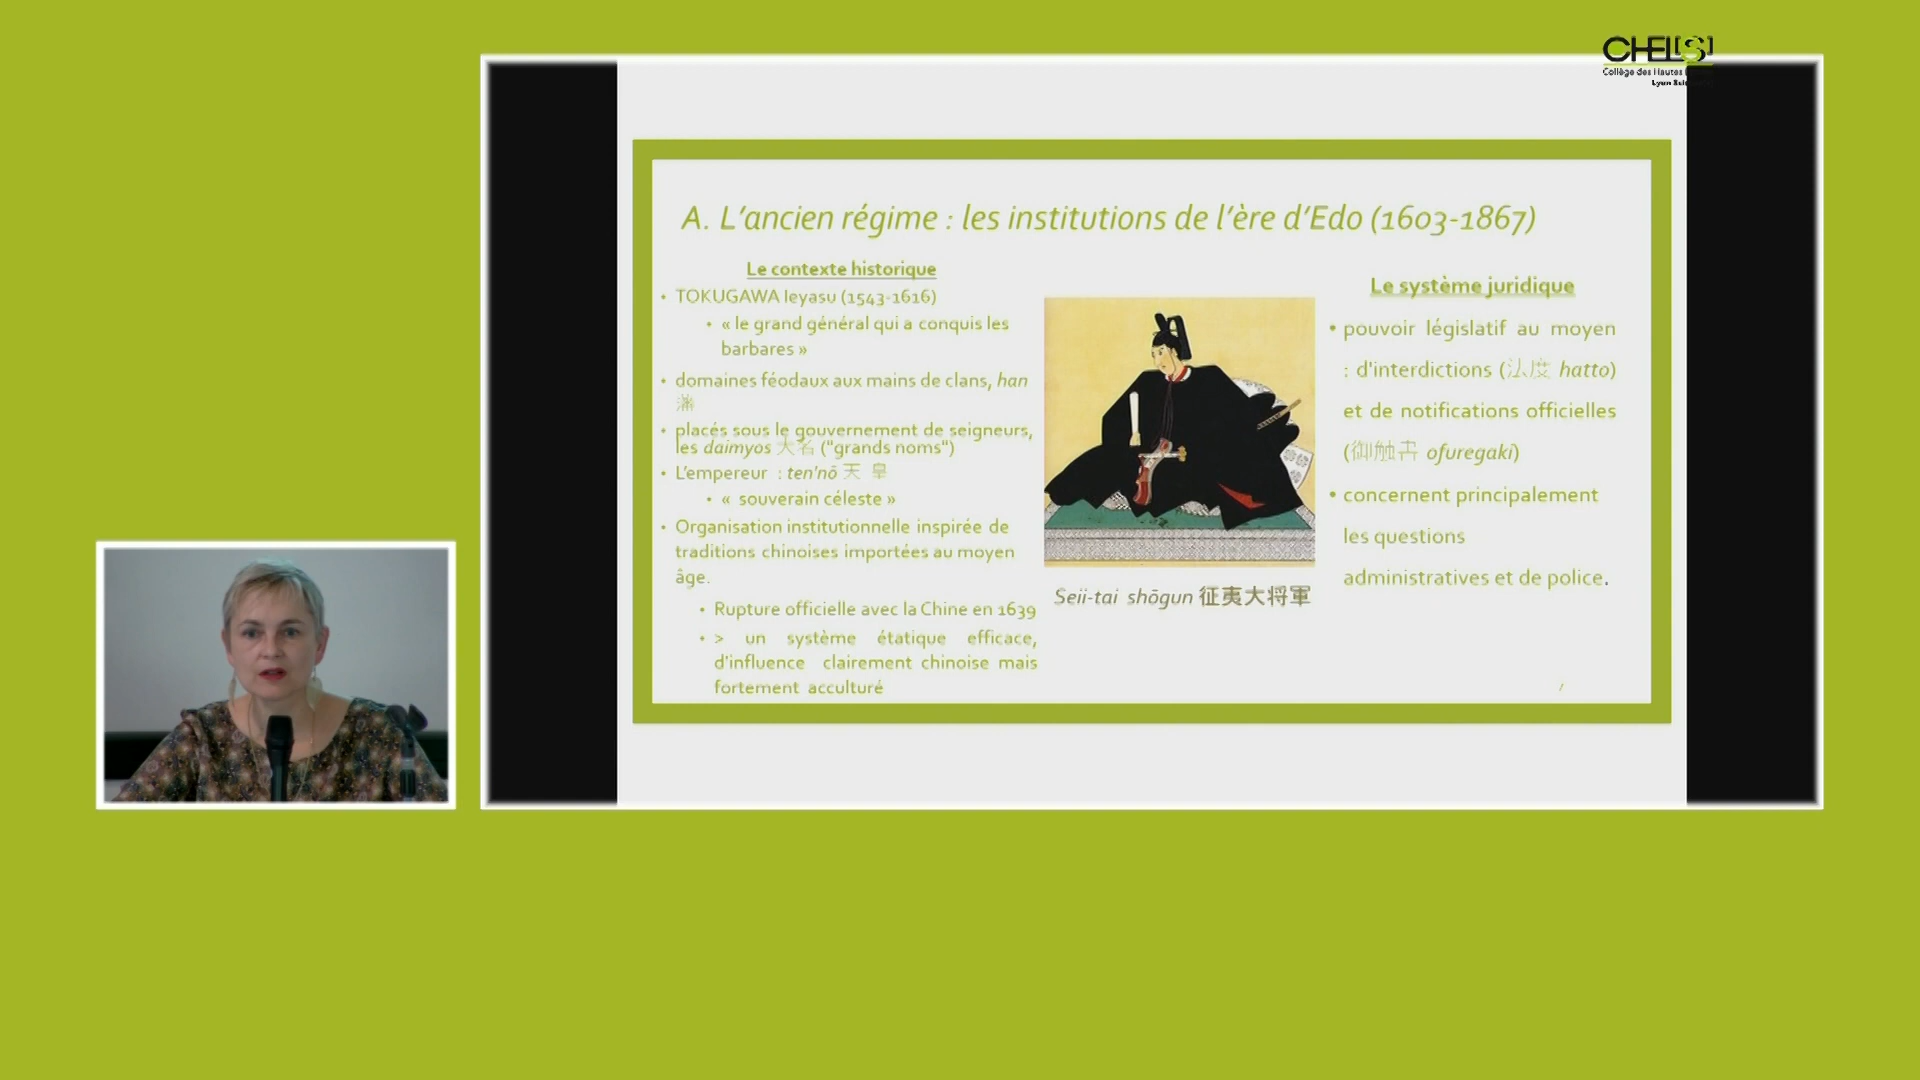 CHEL[S]
Collège des Hautes
A. L'ancien régime : les institutions de l'ère d'Edo (1603-1867)
Le contexte historique
• TOKUGAWA Ieyasu (1543-1616)
• « le grand général qui a conquis les
barbares »
• domaines féodaux aux mains de clans, han
藩
• placés sous le gouvernement de seigneurs,
les daimyos 大名 ("grands noms")
• L'empereur : ten'nō 天 皇
• « souverain céleste »
• Organisation institutionnelle inspirée de
traditions chinoises importées au moyen
âge.
• Rupture officielle avec la Chine en 1639
• > un système étatique efficace,
d'influence clairement chinoise mais
fortement acculturé
Seii-tai shōgun 征夷大将軍
Le système juridique
• pouvoir législatif au moyen
: d'interdictions (法度 hatto)
et de notifications officielles
(御触書 ofuregaki)
• concernent principalement
les questions
administratives et de police.